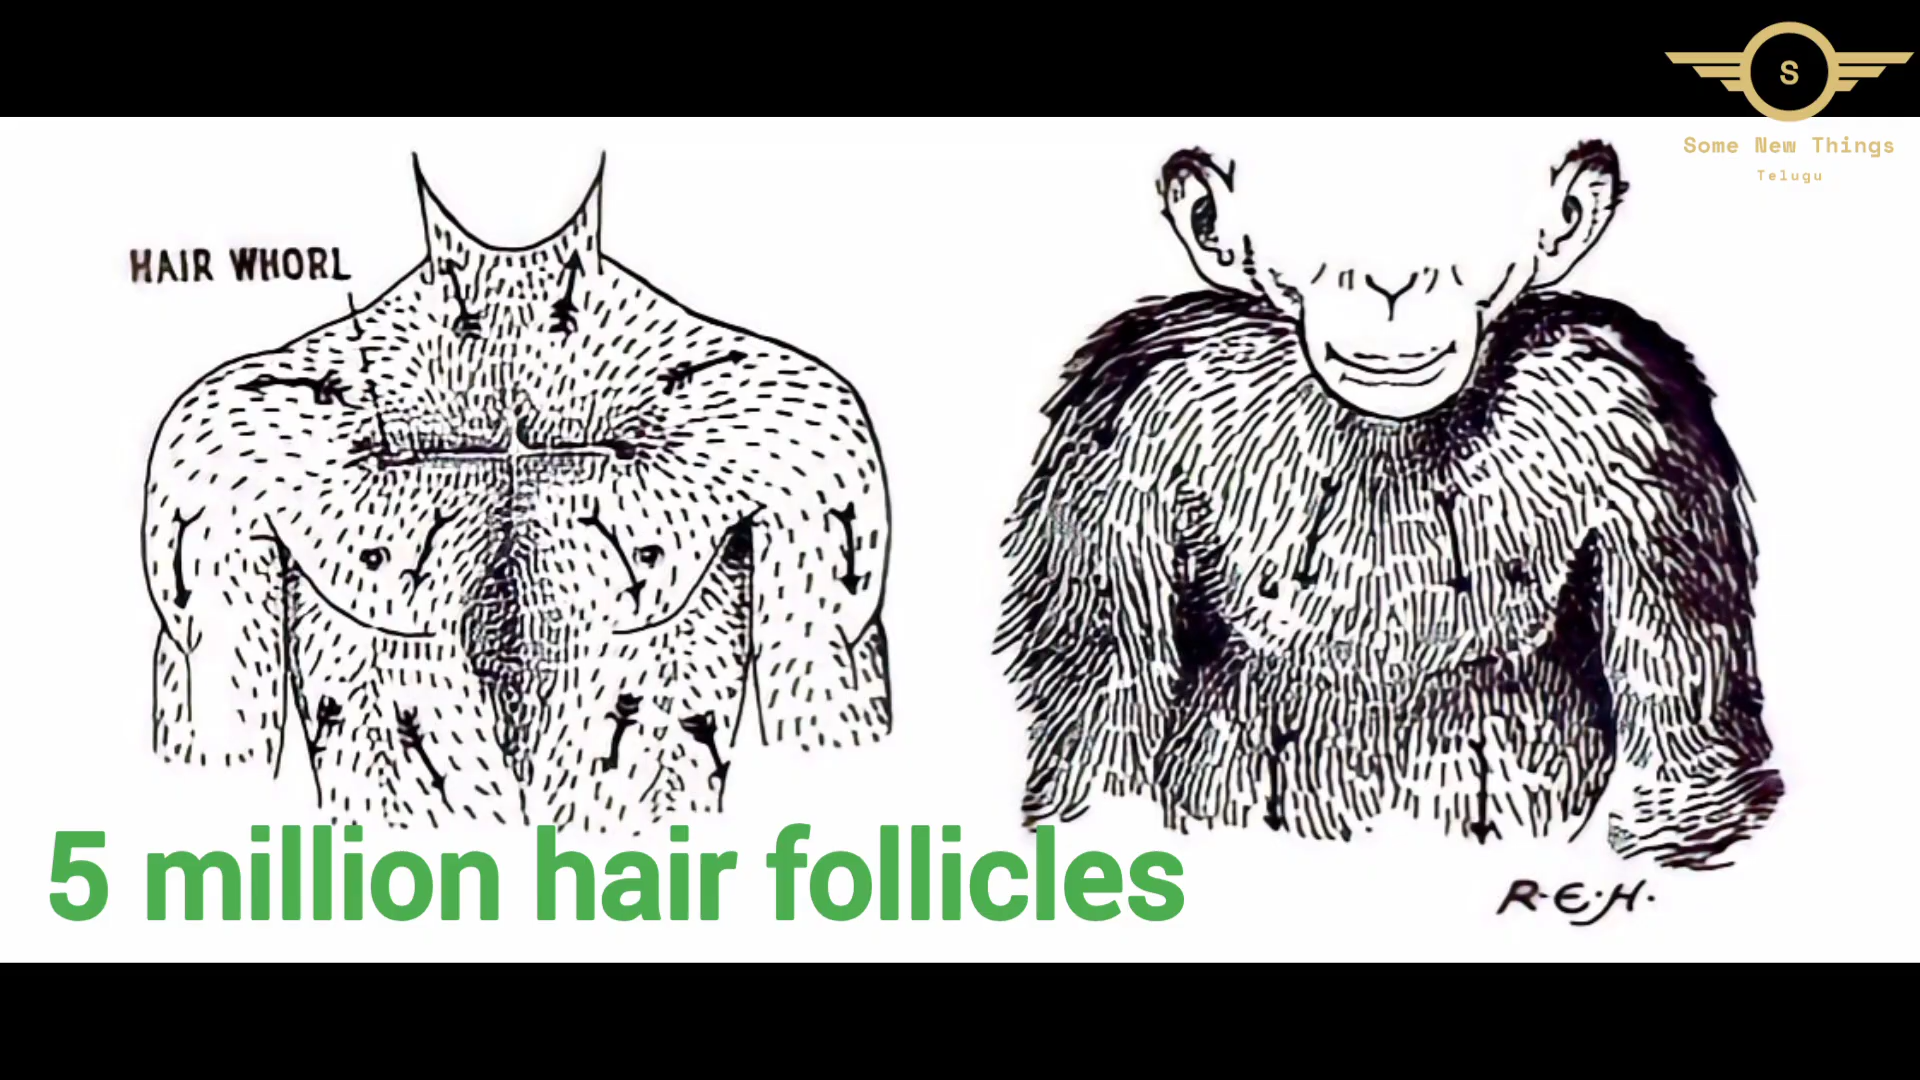 S
Some New Things
Telugu
HAIR WHORL
5 million hair follicles
R.E.H.